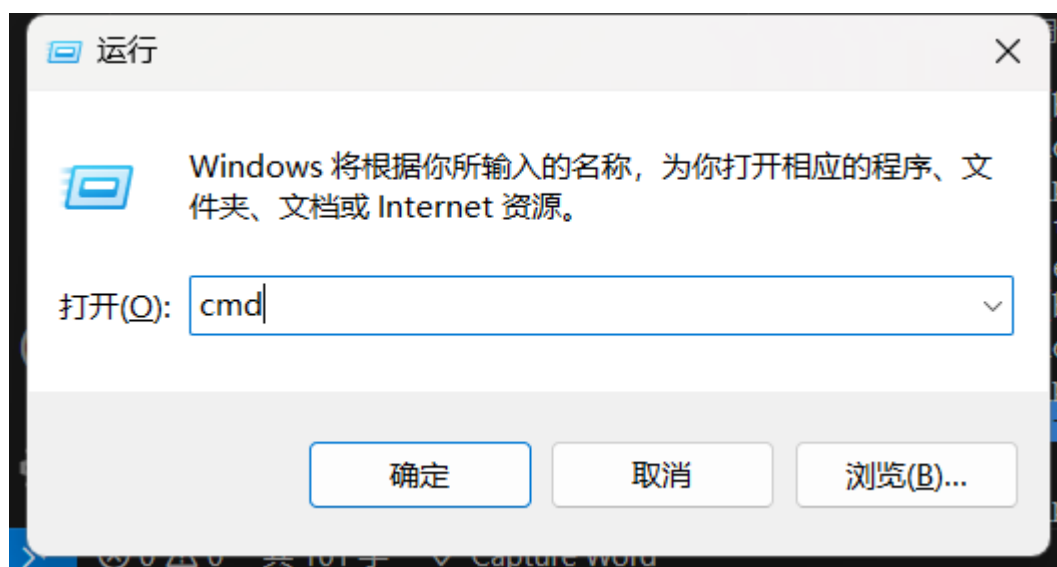 运行
Windows 将根据你所输入的名称，为你打开相应的程序、文
件夹、文档或 Internet 资源。
打开(O): cmd
确定 取消 浏览(B)...